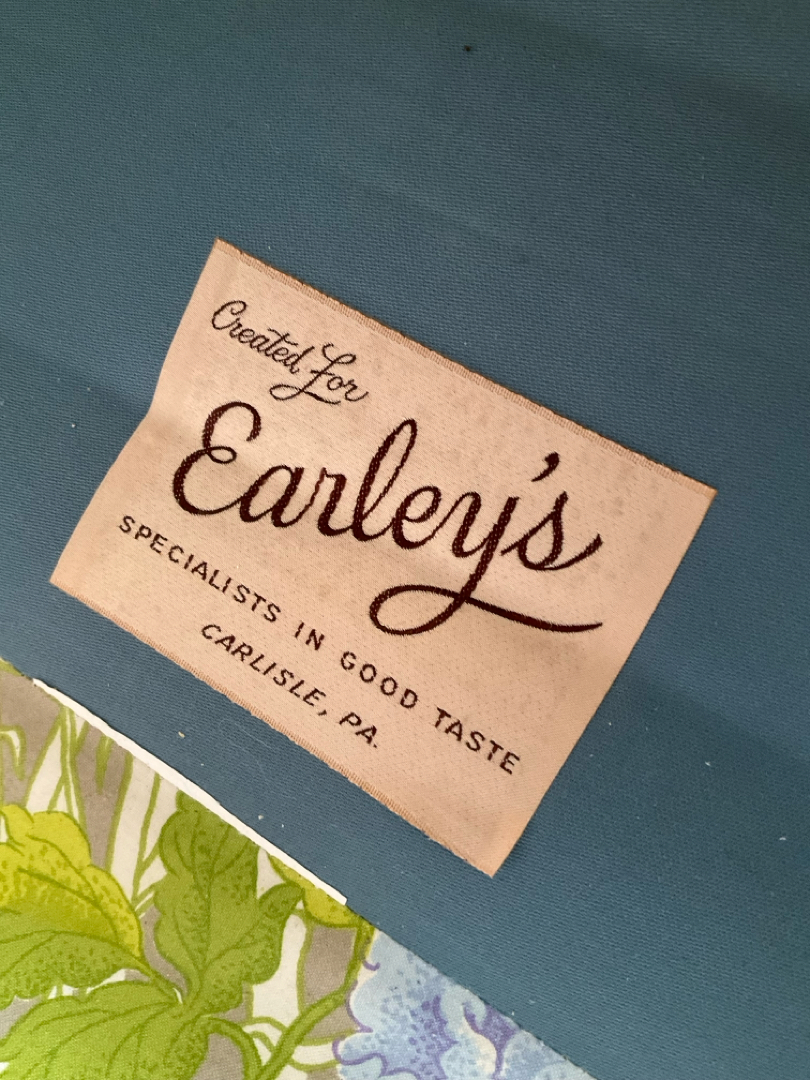 Created For
Earley's
SPECIALISTS IN GOOD TASTE
CARLISLE, PA.